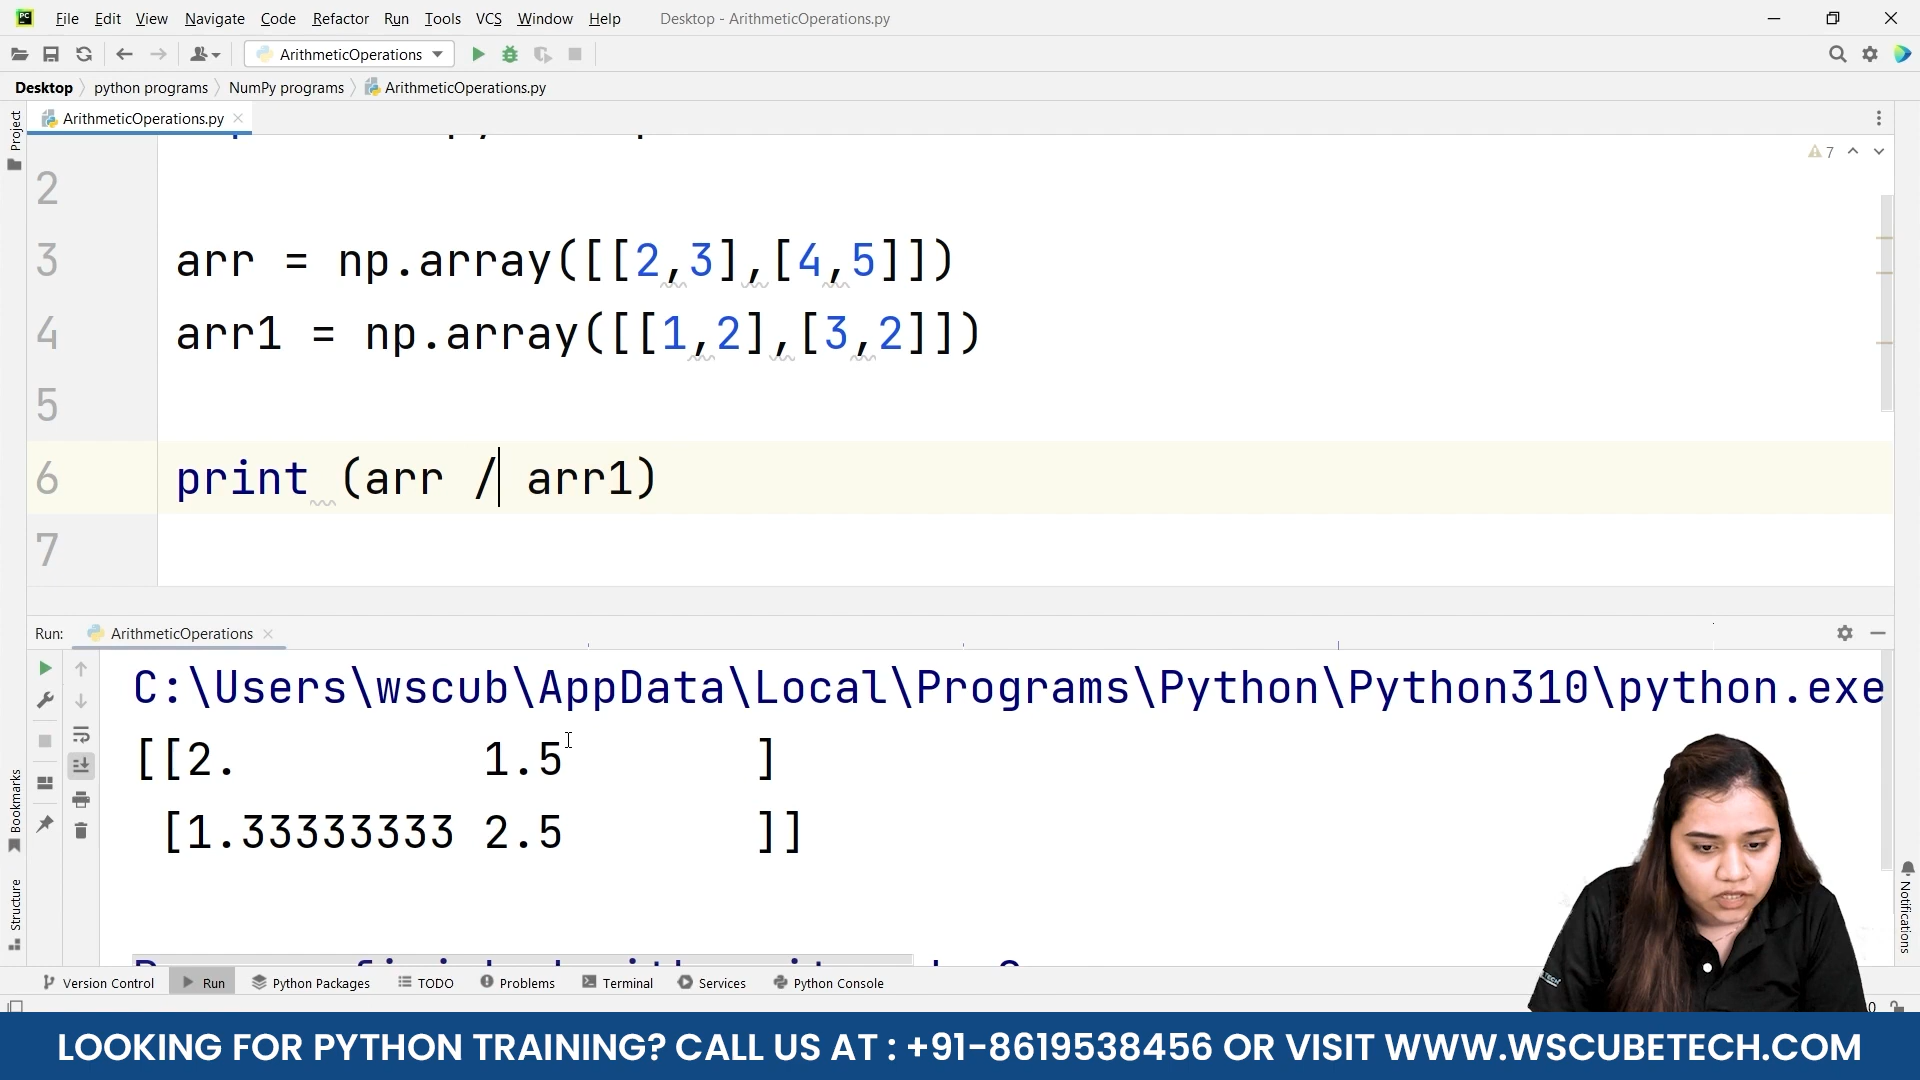 File Edit View Navigate Code Refactor Run Tools VCS Window Help Desktop - ArithmeticOperations.py
ArithmeticOperations
Desktop python programs NumPy programs ArithmeticOperations.py
ArithmeticOperations.py
Project
7
2
3 arr = np.array([[2,3],[4,5]])
4 arr1 = np.array([[1,2],[3,2]])
5
6 print (arr / arr1)
7
Run: ArithmeticOperations
C:\Users\wscub\AppData\Local\Programs\Python\Python310\python.exe
[[2. 1.5 ]
[1.33333333 2.5 ]]
Bookmarks
Structure
Notifications
Version Control Run Python Packages TODO Problems Terminal Services Python Console
LOOKING FOR PYTHON TRAINING? CALL US AT : +91-8619538456 OR VISIT WWW.WSCUBETECH.COM